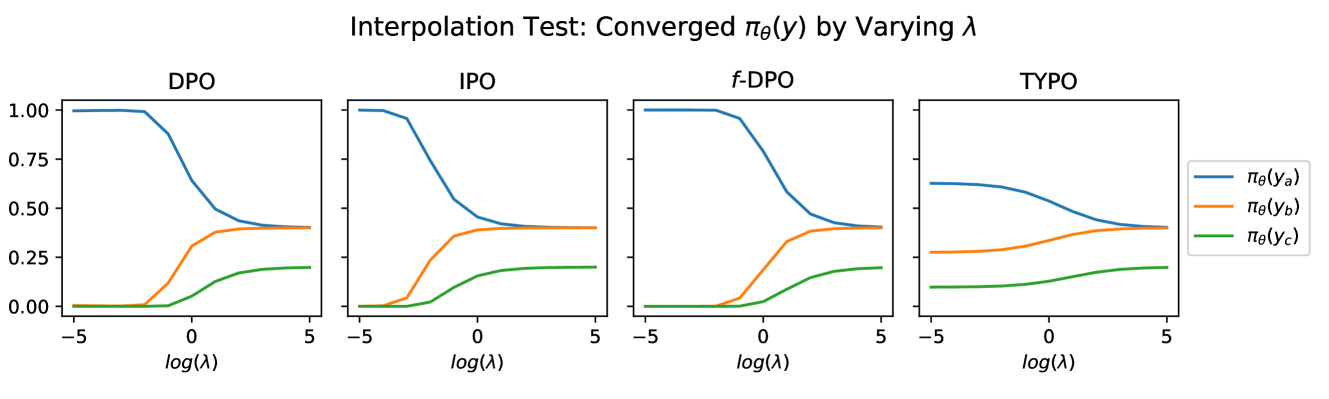 Interpolation Test: Converged πθ(y) by Varying λ
DPO
IPO
f-DPO
TYPO
1.00
0.75
0.50
0.25
0.00
−5 0 5
log(λ)
−5 0 5
log(λ)
−5 0 5
log(λ)
−5 0 5
log(λ)
πθ(ya)
πθ(yb)
πθ(yc)